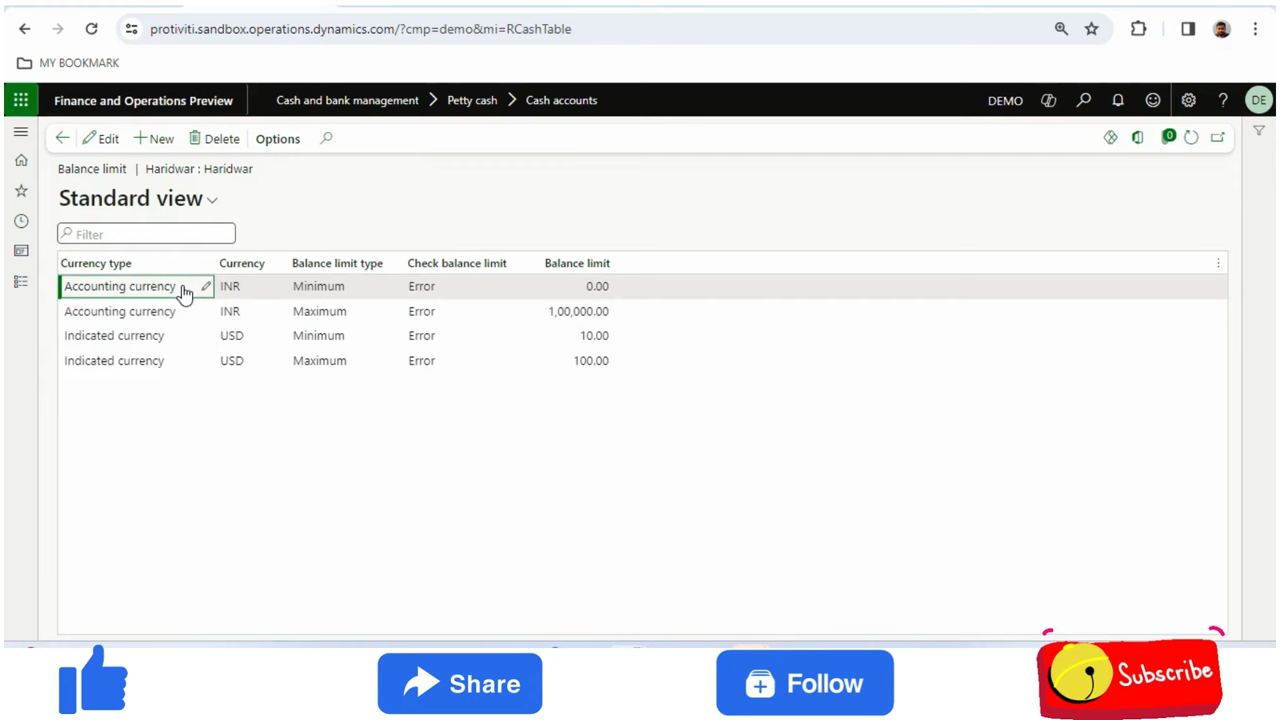 protiviti.sandbox.operations.dynamics.com/?cmp=demo&mi=RCashTable
MY BOOKMARK
Finance and Operations Preview Cash and bank management Petty cash Cash accounts DEMO ? DE
Edit New Delete Options 0
Balance limit | Haridwar : Haridwar
Standard view
Filter
Currency type Currency Balance limit type Check balance limit Balance limit
Accounting currency INR Minimum Error 0.00
Accounting currency INR Maximum Error 1,00,000.00
Indicated currency USD Minimum Error 10.00
Indicated currency USD Maximum Error 100.00
Share Follow Subscribe